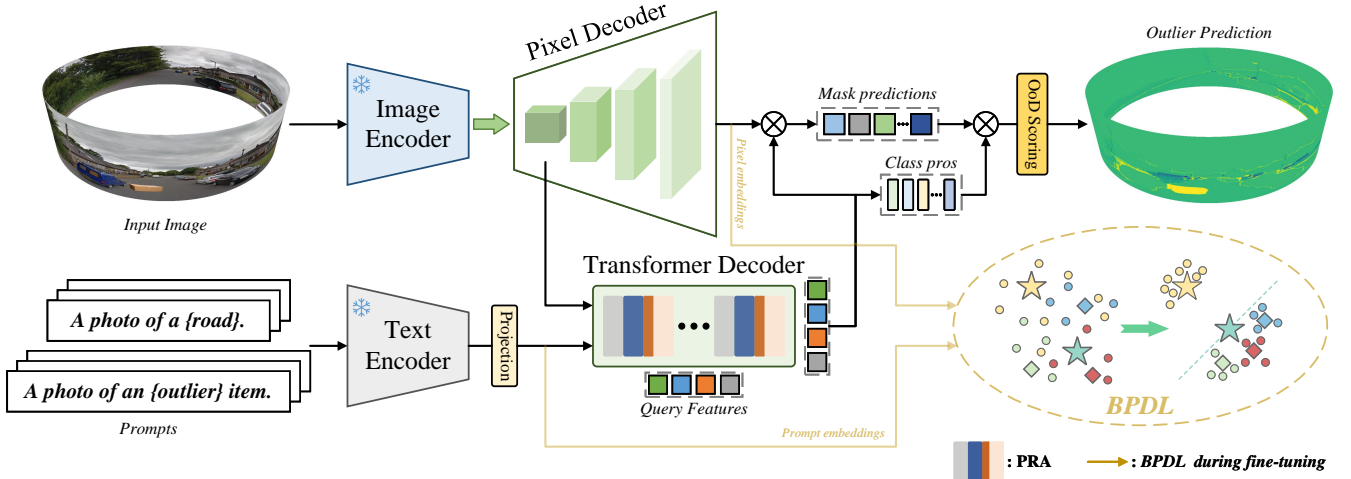 Pixel Decoder
Outlier Prediction
Image
Encoder
Mask predictions
Class pros
OoD Scoring
Pixel embeddings
Input Image
Transformer Decoder
A photo of a {road}.
A photo of an {outlier} item.
Prompts
Text
Encoder
Projection
Query Features
Prompt embeddings
BPDL
: PRA
: BPDL during fine-tuning